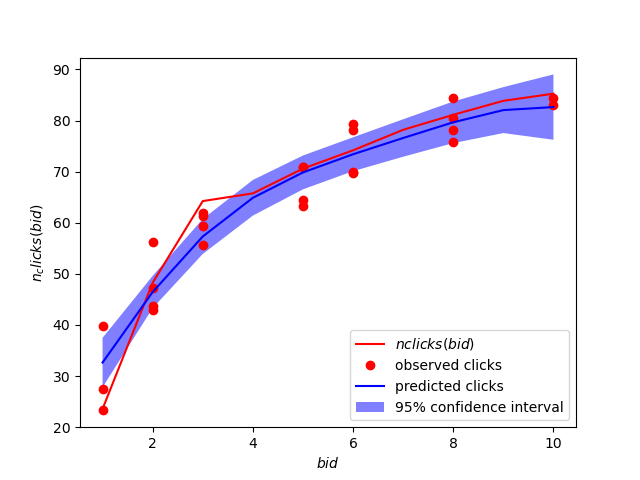 90
80
70
60
50
40
30
20
n_clicks(bid)
nclicks(bid)
observed clicks
predicted clicks
95% confidence interval
2
4
6
8
10
bid